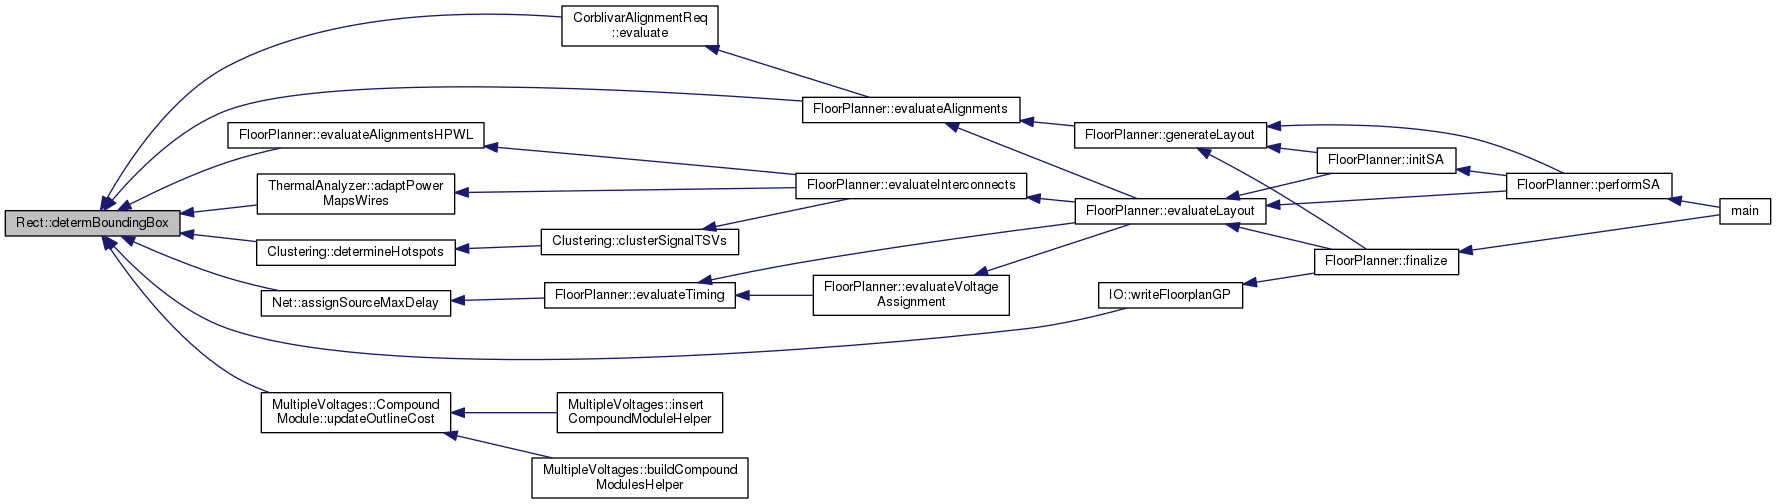 CorblivarAlignmentReq
::evaluate
FloorPlanner::evaluateAlignments
FloorPlanner::evaluateAlignmentsHPWL
FloorPlanner::generateLayout
FloorPlanner::initSA
ThermalAnalyzer::adaptPower
MapsWires
FloorPlanner::evaluateInterconnects
FloorPlanner::performSA
Rect::determBoundingBox
FloorPlanner::evaluateLayout
main
Clustering::determineHotspots
Clustering::clusterSignalTSVs
FloorPlanner::finalize
Net::assignSourceMaxDelay
FloorPlanner::evaluateTiming
FloorPlanner::evaluateVoltage
Assignment
IO::writeFloorplanGP
MultipleVoltages::Compound
Module::updateOutlineCost
MultipleVoltages::insert
CompoundModuleHelper
MultipleVoltages::buildCompound
ModulesHelper